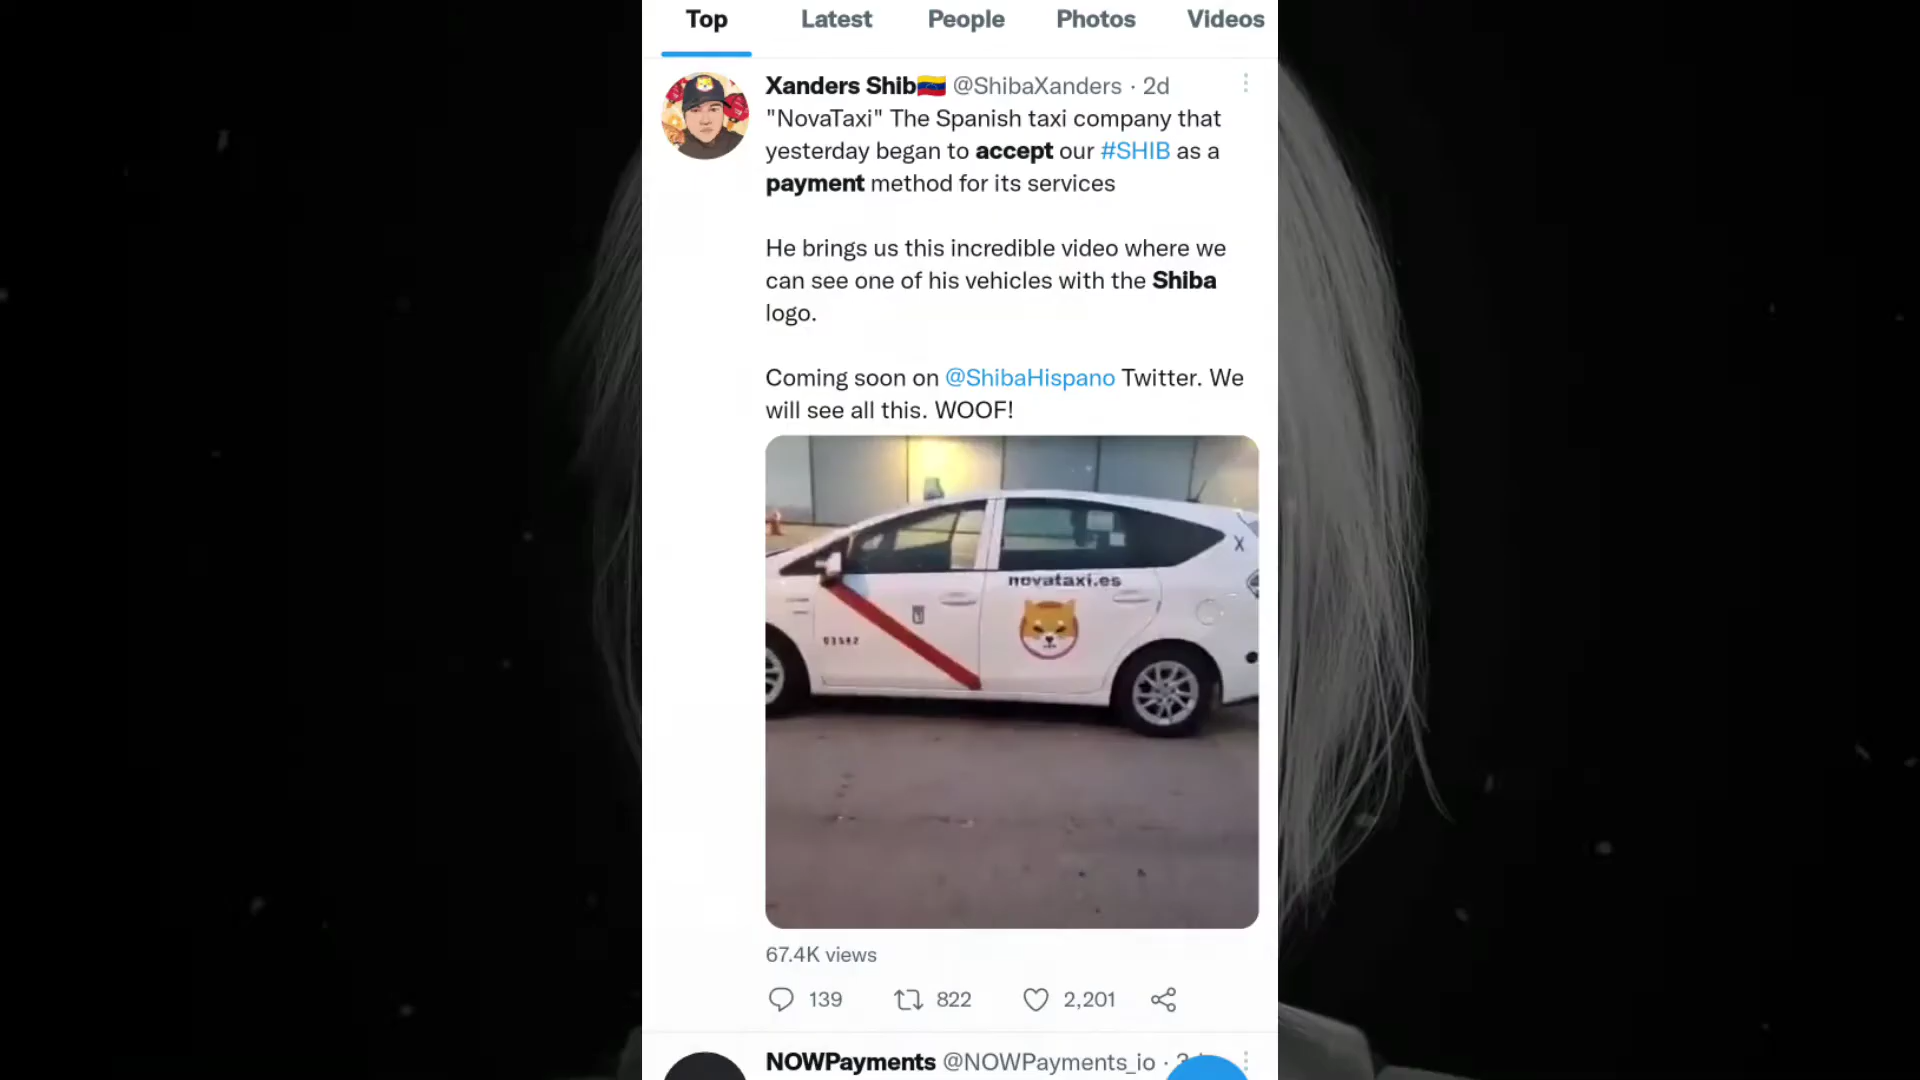 Top Latest People Photos Videos
Xanders Shib🇻🇪 @ShibaXanders · 2d
"NovaTaxi" The Spanish taxi company that
yesterday began to accept our #SHIB as a
payment method for its services
He brings us this incredible video where we
can see one of his vehicles with the Shiba
logo.
Coming soon on @ShibaHispano Twitter. We
will see all this. WOOF!
X
novataxi.es
67.4K views
139 822 2,201
NOWPayments @NOWPayments_io ·